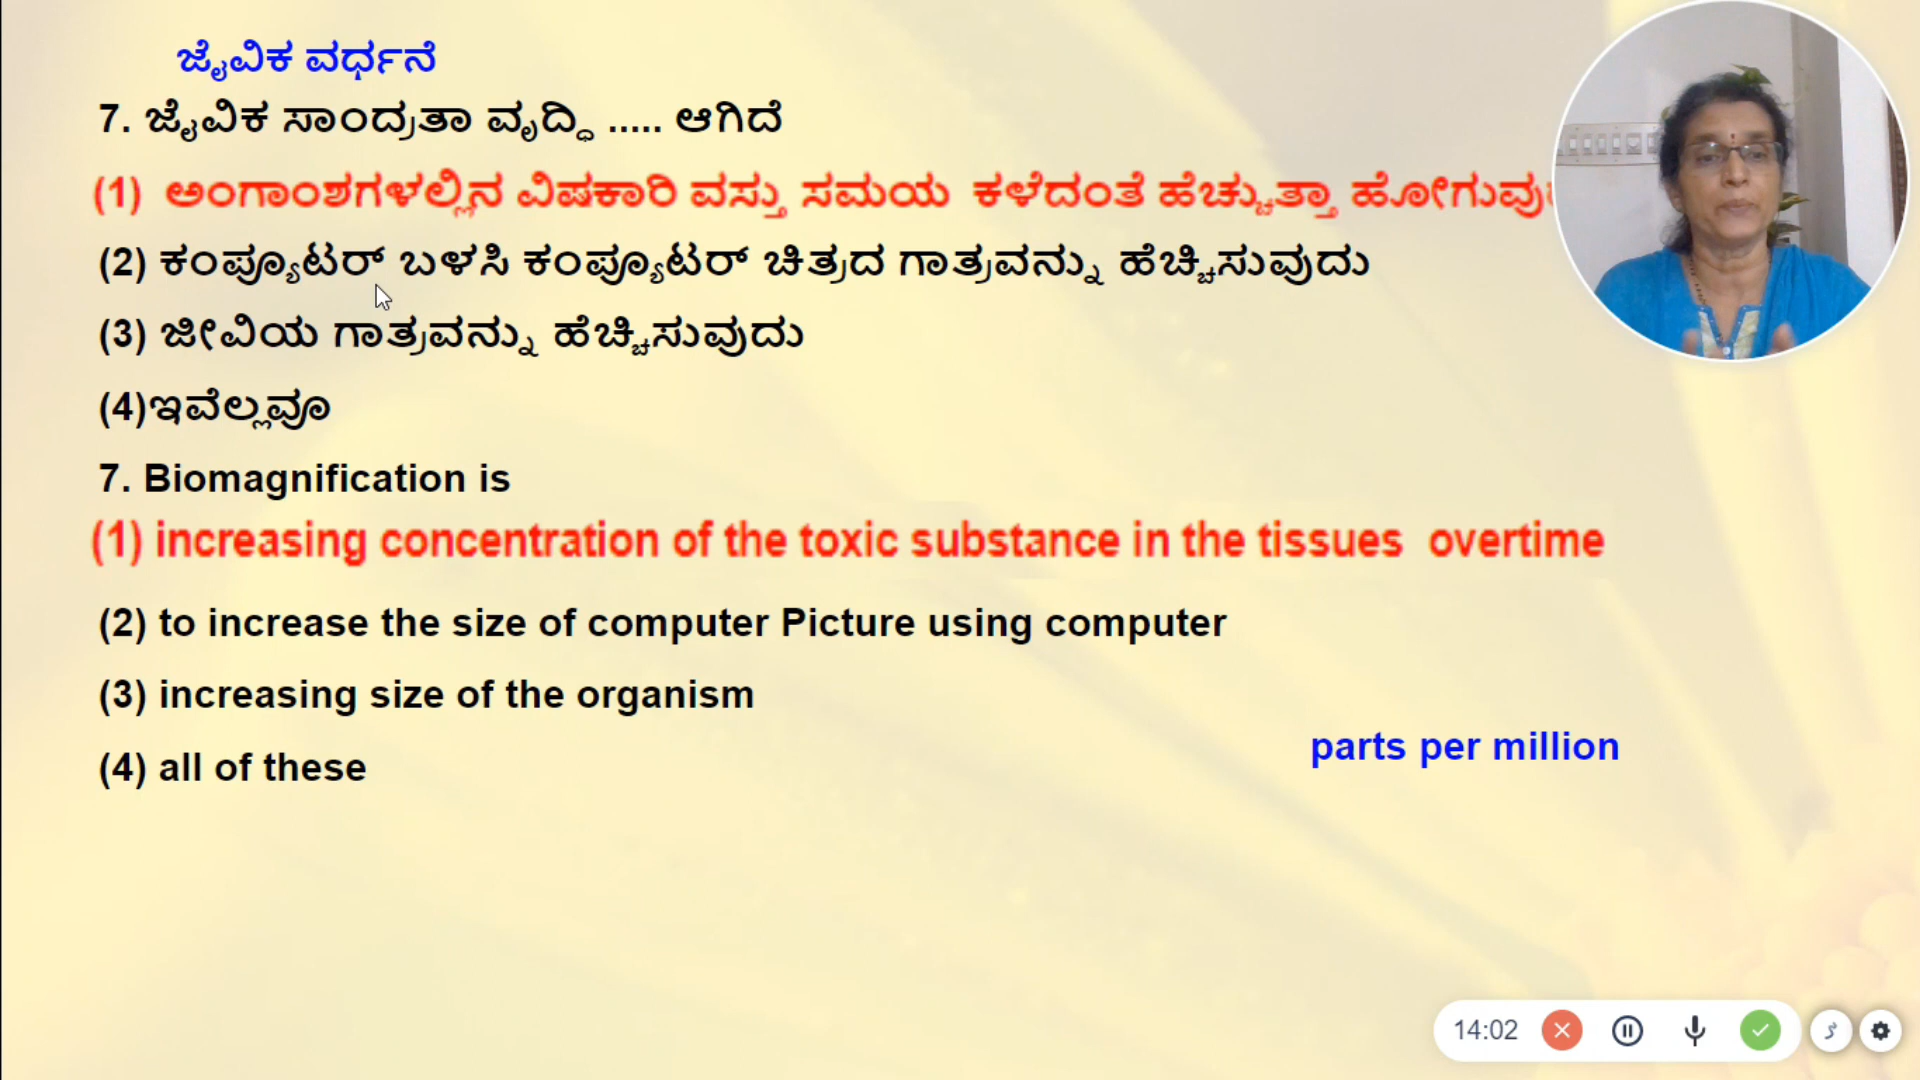 ಜೈವಿಕ ವರ್ಧನೆ
7. ಜೈವಿಕ ಸಾಂದ್ರತಾ ವೃದ್ಧಿ ..... ಆಗಿದೆ
(1) ಅಂಗಾಂಶಗಳಲ್ಲಿನ ವಿಷಕಾರಿ ವಸ್ತು ಸಮಯ ಕಳೆದಂತೆ ಹೆಚ್ಚುತ್ತಾ
(2) ಕಂಪ್ಯೂಟರ್ ಬಳಸಿ ಕಂಪ್ಯೂಟರ್ ಚಿತ್ರದ ಗಾತ್ರವನ್ನು ಹೆಚ್ಚಿಸುವುದು
(3) ಜೀವಿಯ ಗಾತ್ರವನ್ನು ಹೆಚ್ಚಿಸುವುದು
(4)ಇವೆಲ್ಲವೂ
7. Biomagnification is
(1) increasing concentration of the toxic substance in the tissues overtime
(2) to increase the size of computer Picture using computer
(3) increasing size of the organism
parts per million
(4) all of these
14:02